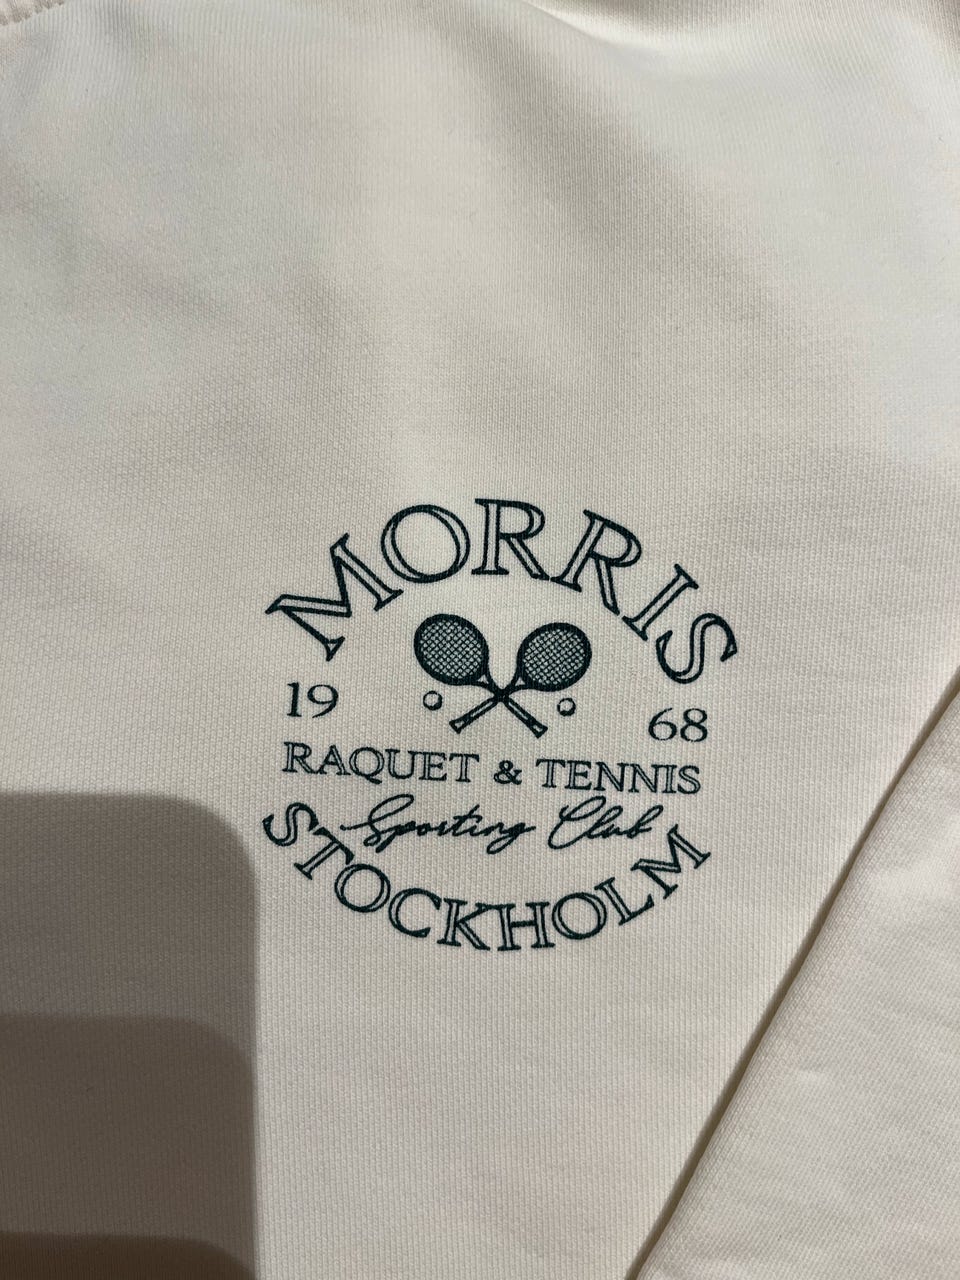 MORRIS
19 68
RAQUET & TENNIS
Sporting Club
STOCKHOLM